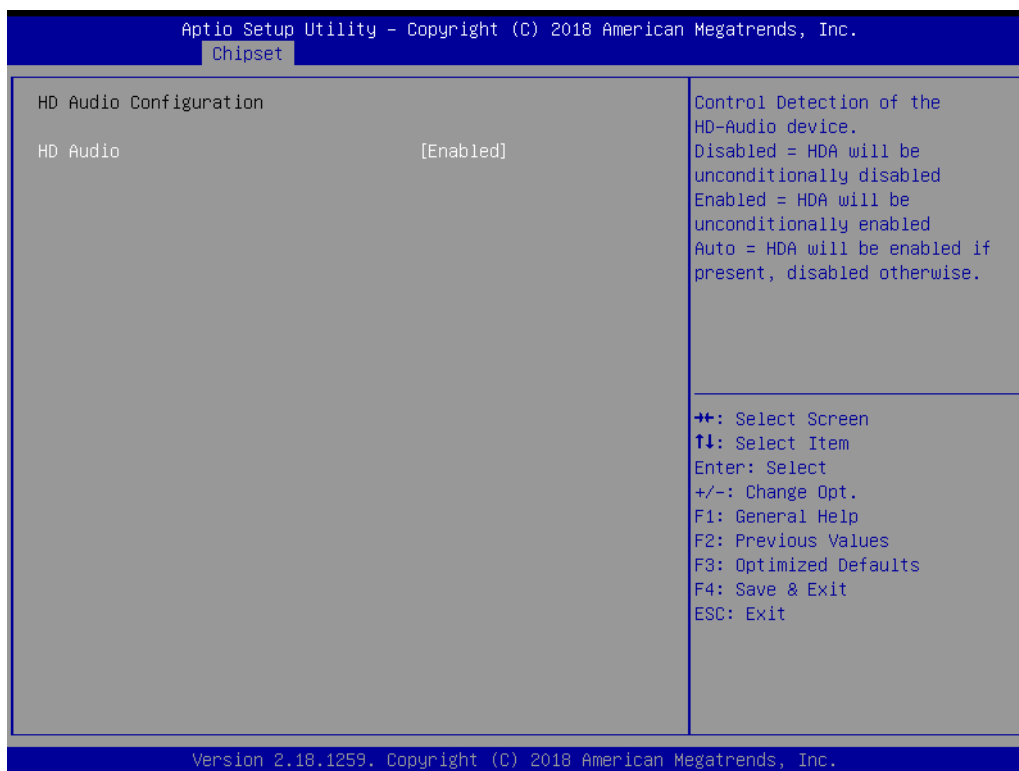 Aptio Setup Utility – Copyright (C) 2018 American Megatrends, Inc.
Chipset
HD Audio Configuration
HD Audio [Enabled]
Control Detection of the
HD-Audio device.
Disabled = HDA will be
unconditionally disabled
Enabled = HDA will be
unconditionally enabled
Auto = HDA will be enabled if
present, disabled otherwise.
→←: Select Screen
↑↓: Select Item
Enter: Select
+/-: Change Opt.
F1: General Help
F2: Previous Values
F3: Optimized Defaults
F4: Save & Exit
ESC: Exit
Version 2.18.1259. Copyright (C) 2018 American Megatrends, Inc.